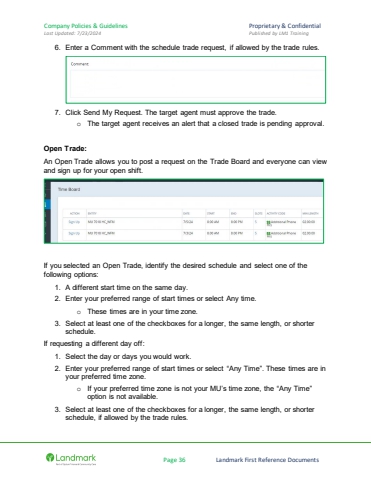 Company Policies & Guidelines
Proprietary & Confidential
Last Updated: 7/23/2024
Published by LMS Training
6. Enter a Comment with the schedule trade request, if allowed by the trade rules.
Comment
7. Click Send My Request. The target agent must approve the trade.
o The target agent receives an alert that a closed trade is pending approval.
Open Trade:
An Open Trade allows you to post a request on the Trade Board and everyone can view
and sign up for your open shift.
Time Board
If you selected an Open Trade, identify the desired schedule and select one of the
following options:
1. A different start time on the same day.
2. Enter your preferred range of start times or select Any time.
o These times are in your time zone.
3. Select at least one of the checkboxes for a longer, the same length, or shorter
schedule.
If requesting a different day off:
1. Select the day or days you would work.
2. Enter your preferred range of start times or select “Any Time”. These times are in
your preferred time zone.
o If your preferred time zone is not your MU’s time zone, the “Any Time”
option is not available.
3. Select at least one of the checkboxes for a longer, the same length, or shorter
schedule, if allowed by the trade rules.
Landmark
Page 36
Landmark First Reference Documents